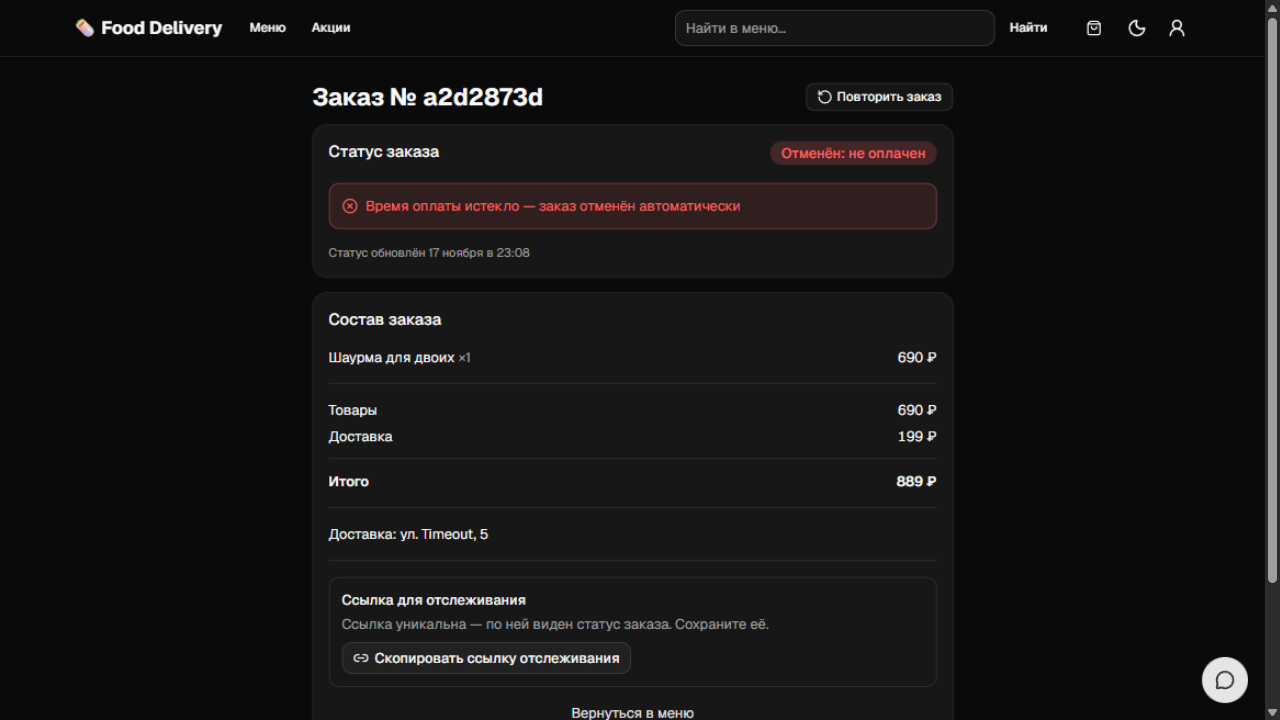 Food Delivery Меню Акции Найти в меню... Найти
Заказ № a2d2873d Повторить заказ
Статус заказа Отменён: не оплачен
Время оплаты истекло — заказ отменён автоматически
Статус обновлён 17 ноября в 23:08
Состав заказа
Шаурма для двоих ×1 690 ₽
Товары 690 ₽
Доставка 199 ₽
Итого 889 ₽
Доставка: ул. Timeout, 5
Ссылка для отслеживания
Ссылка уникальна — по ней виден статус заказа. Сохраните её.
Скопировать ссылку отслеживания
Вернуться в меню